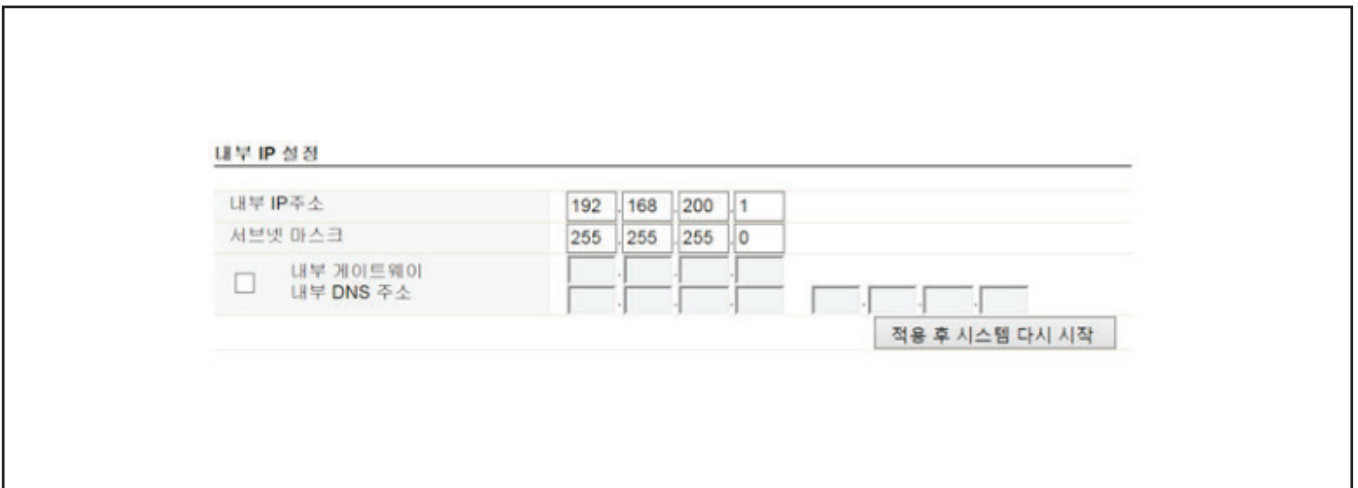 내부 IP 설정
내부 IP주소 192.168.200.1
서브넷 마스크 255.255.255.0
내부 게이트웨이 . . .
내부 DNS 주소 . . . . . .
적용 후 시스템 다시 시작